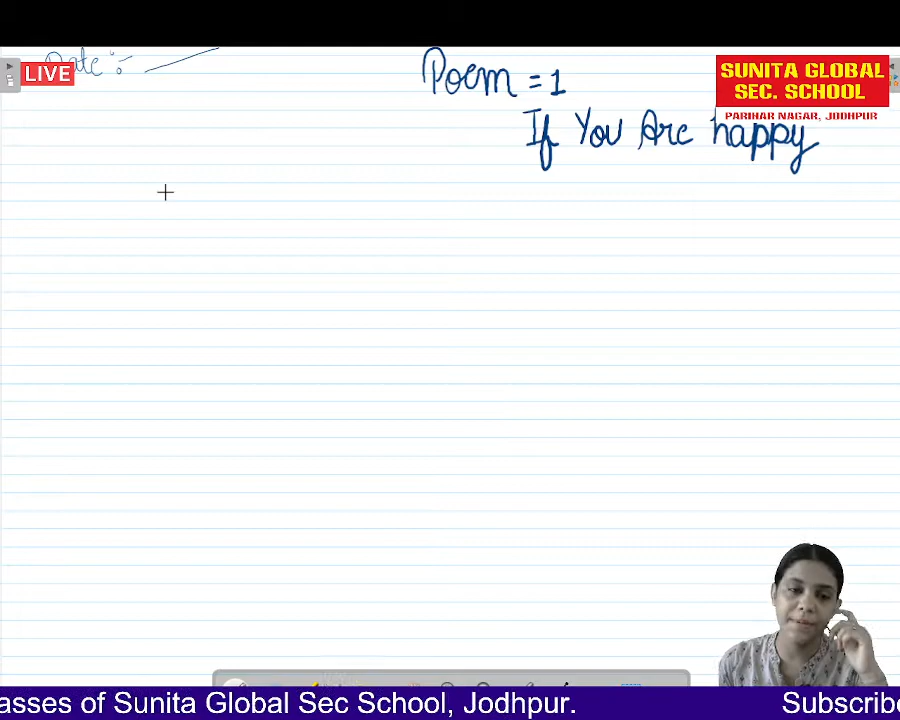 Date :-
LIVE
Poem = 1
If You Are happy
SUNITA GLOBAL
SEC. SCHOOL
PARIHAR NAGAR, JODHPUR
asses of Sunita Global Sec School, Jodhpur. Subscribe